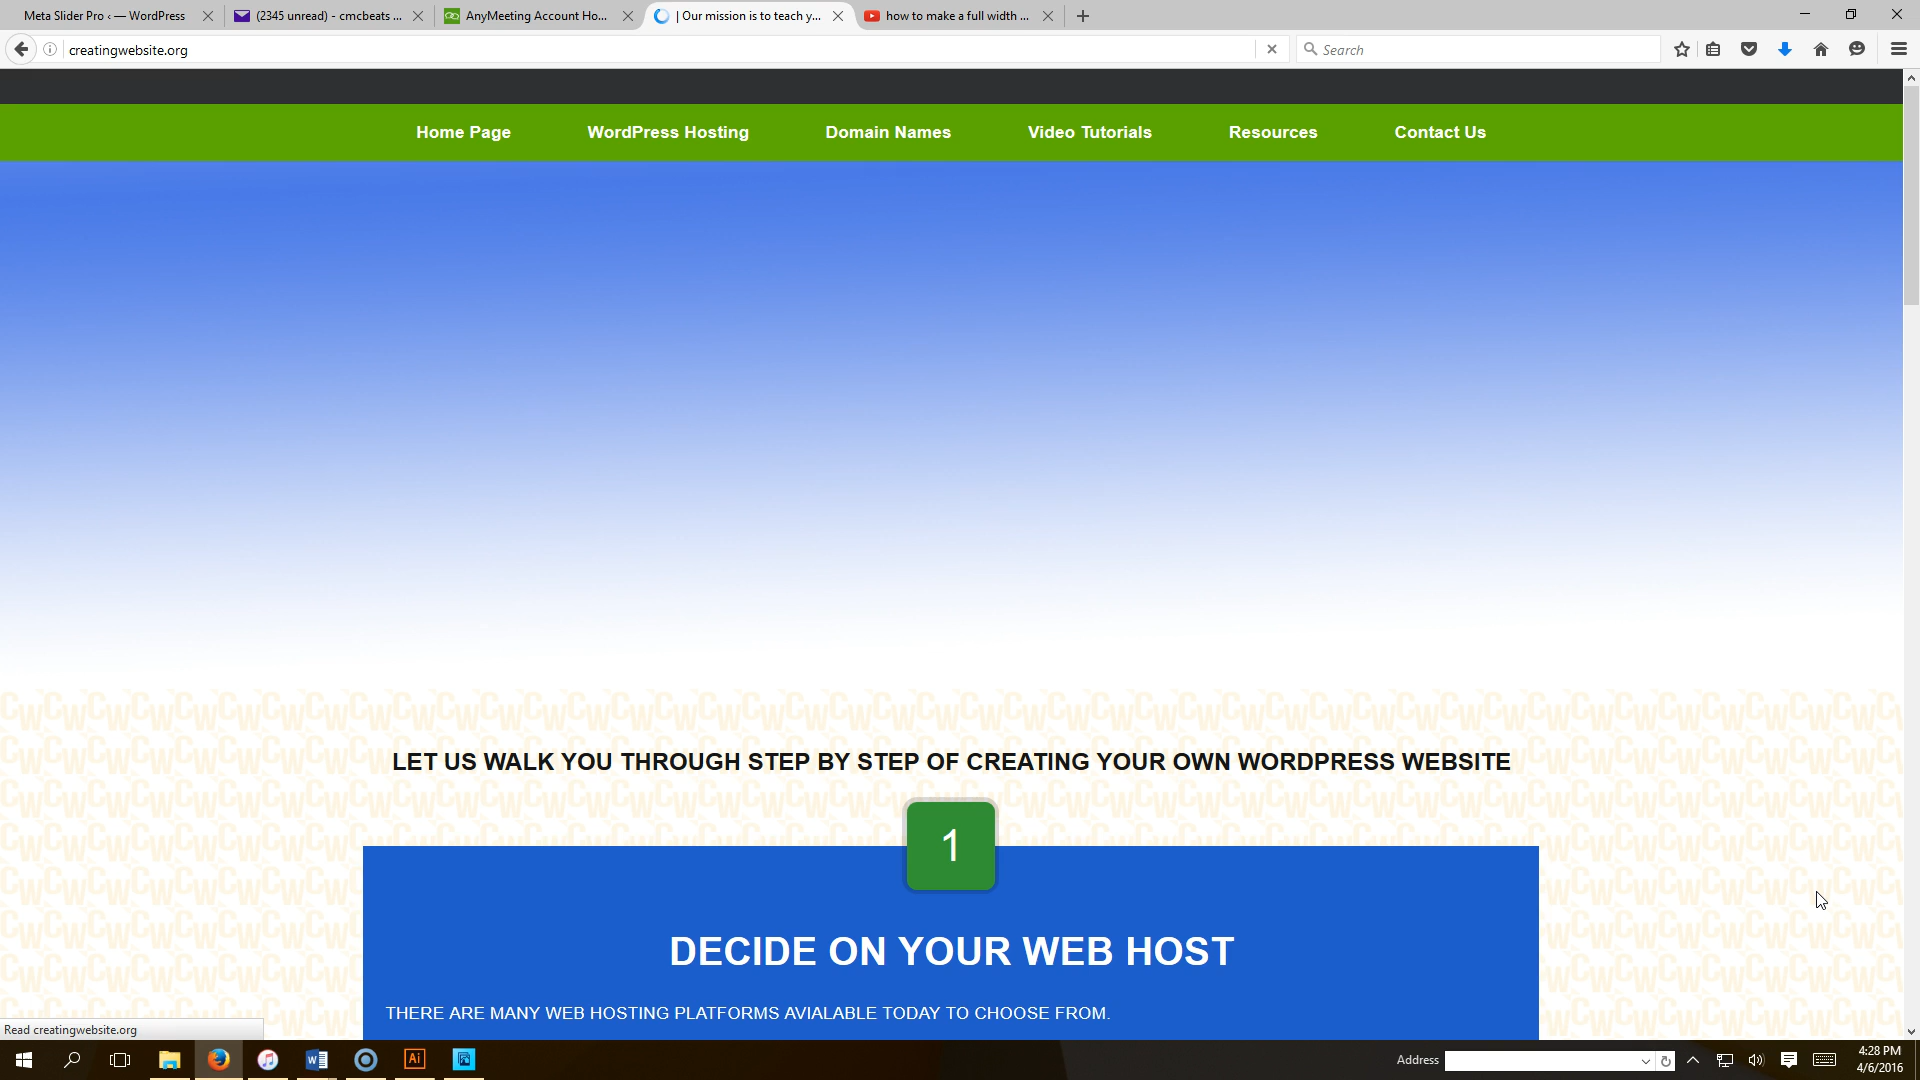 Meta Slider Pro ‹ — WordPress
(2345 unread) - cmcbeats ...
AnyMeeting Account Ho...
| Our mission is to teach y...
how to make a full width ...
creatingwebsite.org
Search
Home Page
WordPress Hosting
Domain Names
Video Tutorials
Resources
Contact Us
LET US WALK YOU THROUGH STEP BY STEP OF CREATING YOUR OWN WORDPRESS WEBSITE
1
DECIDE ON YOUR WEB HOST
THERE ARE MANY WEB HOSTING PLATFORMS AVIALABLE TODAY TO CHOOSE FROM.
Read creatingwebsite.org
Ai
Address
4:28 PM
4/6/2016